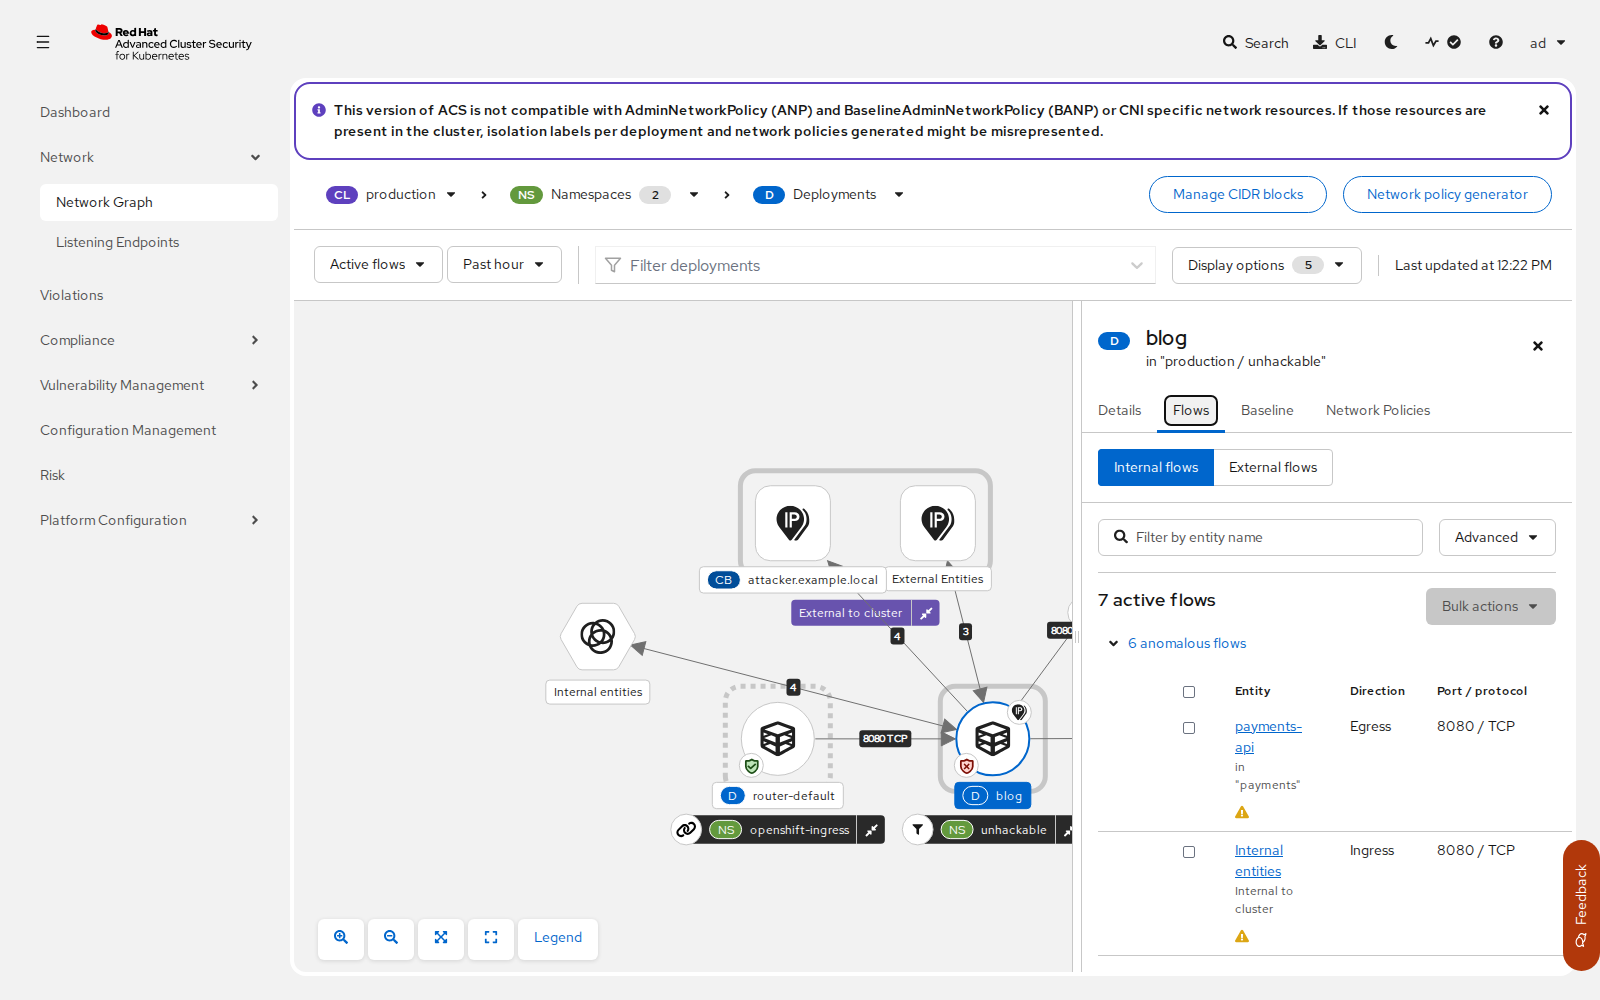 Red Hat
Advanced Cluster Security
for Kubernetes
Search
CLI
ad
Dashboard
Network
Network Graph
Listening Endpoints
Violations
Compliance
Vulnerability Management
Configuration Management
Risk
Platform Configuration
This version of ACS is not compatible with AdminNetworkPolicy (ANP) and BaselineAdminNetworkPolicy (BANP) or CNI specific network resources. If those resources are
present in the cluster, isolation labels per deployment and network policies generated might be misrepresented.
CL production
NS Namespaces 2
D Deployments
Manage CIDR blocks
Network policy generator
Active flows
Past hour
Filter deployments
Display options 5
Last updated at 12:22 PM
IP
IP
CB attacker.example.local
External Entities
External to cluster
4
3
8080
Internal entities
4
8080 TCP
IP
D router-default
D blog
NS openshift-ingress
NS unhackable
Legend
D blog
in "production / unhackable"
Details
Flows
Baseline
Network Policies
Internal flows
External flows
Filter by entity name
Advanced
7 active flows
Bulk actions
6 anomalous flows
Entity Direction Port / protocol
payments- Egress 8080 / TCP
api
in
"payments"
Internal Ingress 8080 / TCP
entities
Internal to
cluster
Feedback